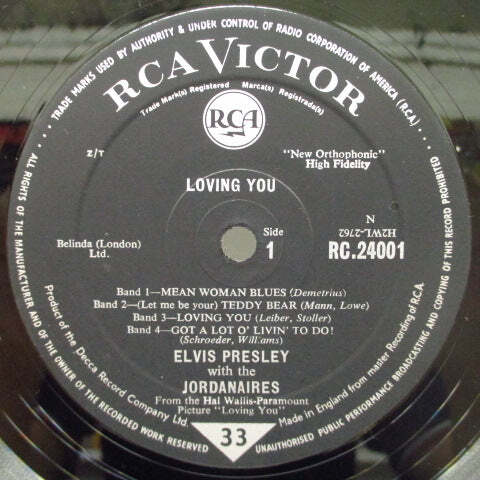 TRADE MARKS USED BY AUTHORITY & UNDER CONTROL OF RADIO CORPORATION OF AMERICA (RCA)
RCA VICTOR
Trade Mark(s) Registered Marca(s) Registrada(s)
RCA
Z/T
"New Orthophonic"
High Fidelity
LOVING YOU
N
H2WL-2762
Belinda (London)
Ltd.
Side
1
RC.24001
Band 1—MEAN WOMAN BLUES (Demetrius)
Band 2—(Let me be your) TEDDY BEAR (Mann, Lowe)
Band 3—LOVING YOU (Leiber, Stoller)
Band 4—GOT A LOT O' LIVIN' TO DO!
(Schroeder, Williams)
ELVIS PRESLEY
with the
JORDANAIRES
From the Hal Wallis-Paramount
Picture "Loving You"
Product of the Decca Record Company Ltd.
Made in England from master Recording of RCA
33
ALL RIGHTS OF THE MANUFACTURER AND OF THE OWNER OF THE RECORDED WORK RESERVED
UNAUTHORISED PUBLIC PERFORMANCE BROADCASTING AND COPYING OF THIS RECORD PROHIBITED.